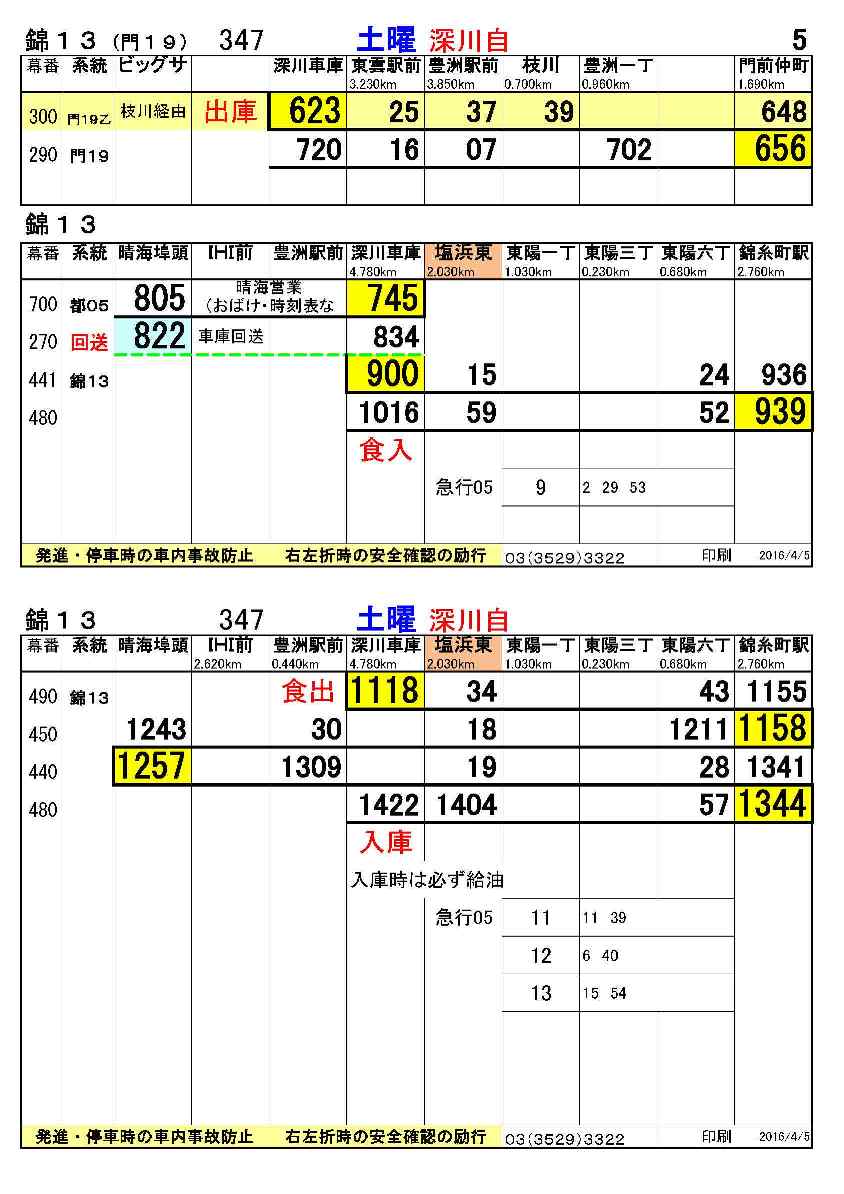 錦１３ (門１９) 347 土曜 深川自 5
幕番 系統 ビッグサ 深川車庫 東雲駅前 豊洲駅前 枝川 豊洲一丁 門前仲町
3.230km 3.850km 0.700km 0.960km 1.690km
300 門19乙 枝川経由 出庫 623 25 37 39 648
290 門19 720 16 07 702 656
錦１３
幕番 系統 晴海埠頭 IHI前 豊洲駅前 深川車庫 塩浜東 東陽一丁 東陽三丁 東陽六丁 錦糸町駅
4.780km 2.030km 1.030km 0.230km 0.680km 2.760km
700 都05 805 晴海営業 745
（おばけ・時刻表な
270 回送 822 車庫回送 834
441 錦13 900 15 24 936
480 1016 59 52 939
食入
急行05 9 2 29 53
発進・停車時の車内事故防止 右左折時の安全確認の励行 03(3529)3322 印刷 2016/4/5
錦１３ 347 土曜 深川自
幕番 系統 晴海埠頭 IHI前 豊洲駅前 深川車庫 塩浜東 東陽一丁 東陽三丁 東陽六丁 錦糸町駅
2.620km 0.440km 4.780km 2.030km 1.030km 0.230km 0.680km 2.760km
490 錦13 食出 1118 34 43 1155
450 1243 30 18 1211 1158
440 1257 1309 19 28 1341
480 1422 1404 57 1344
入庫
入庫時は必ず給油
急行05 11 11 39
12 6 40
13 15 54
発進・停車時の車内事故防止 右左折時の安全確認の励行 03(3529)3322 印刷 2016/4/5